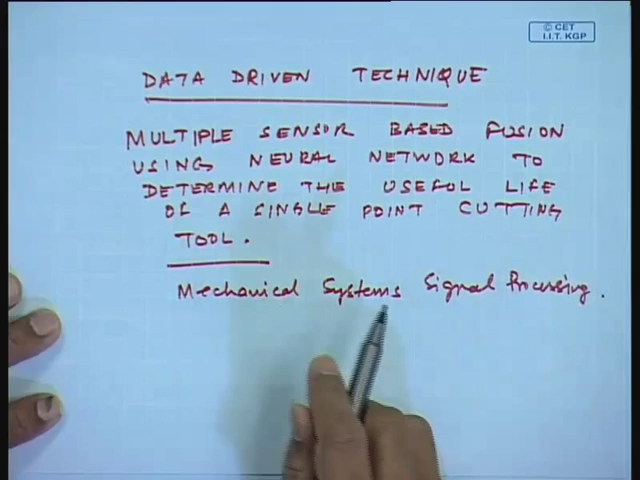 © CET
I.I.T. KGP
DATA DRIVEN TECHNIQUE
MULTIPLE SENSOR BASED FUSION
USING NEURAL NETWORK TO
DETERMINE THE USEFUL LIFE
OF A SINGLE POINT CUTTING
TOOL.
Mechanical Systems Signal Processing.